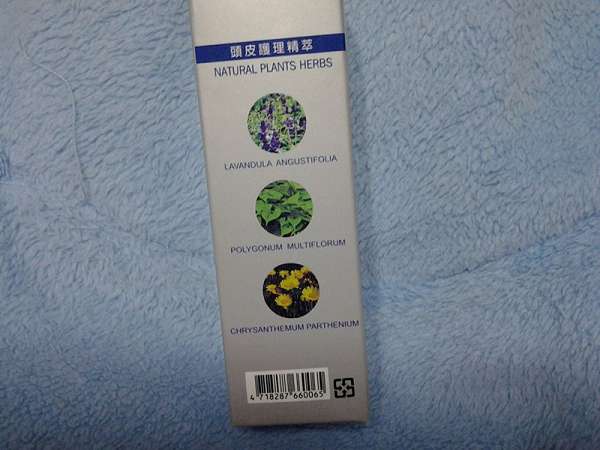 頭皮護理精萃
NATURAL PLANTS HERBS
LAVANDULA ANGUSTIFOLIA
POLYGONUM MULTIFLORUM
CHRYSANTHEMUM PARTHENIUM
4 718287 660065